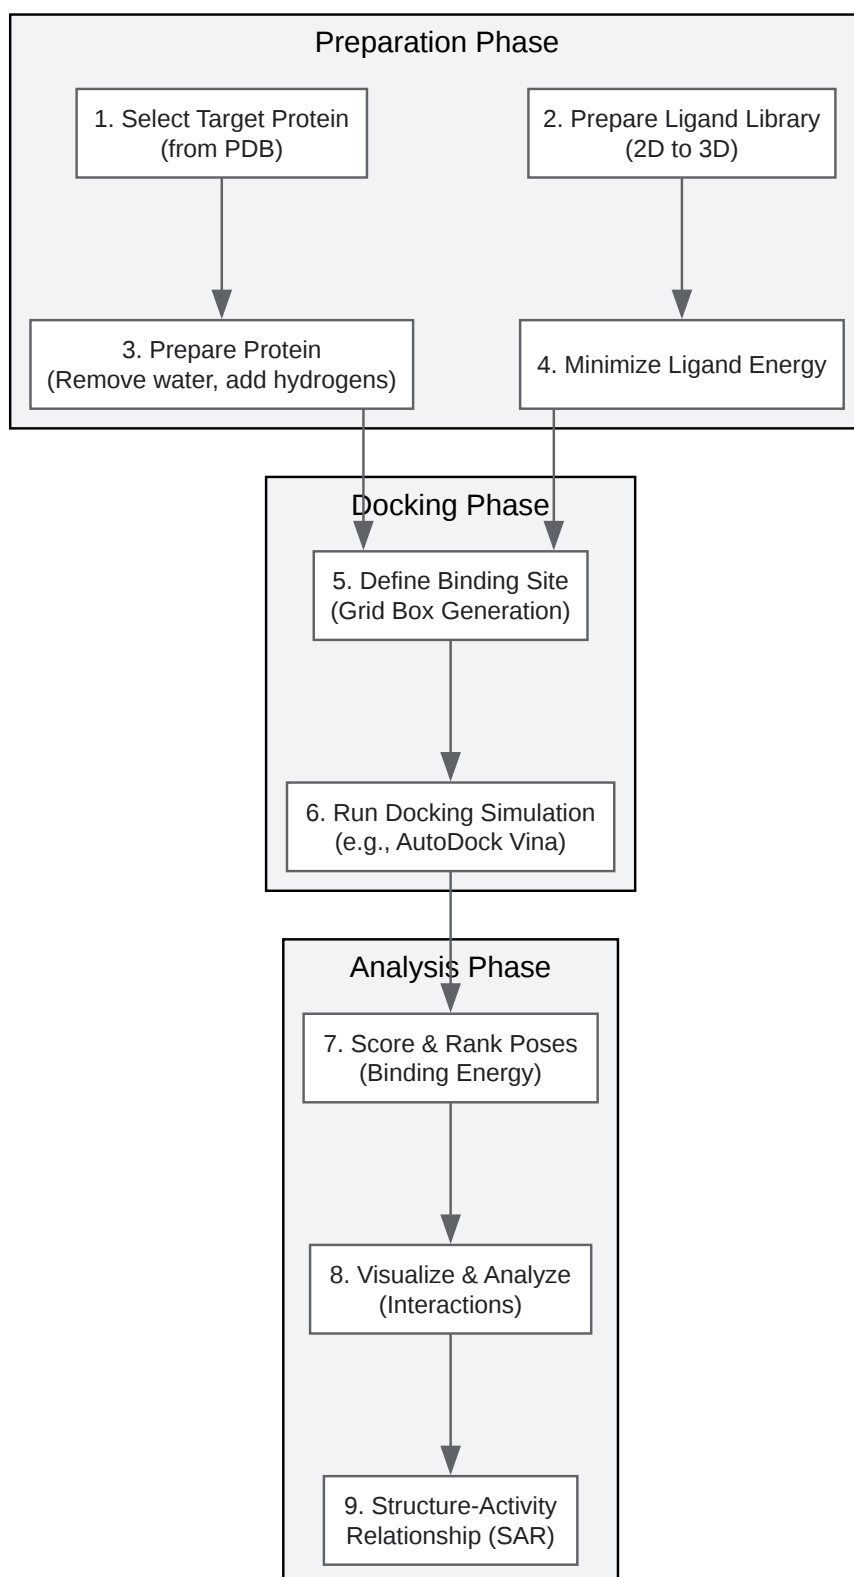 Preparation Phase
1. Select Target Protein
(from PDB)
2. Prepare Ligand Library
(2D to 3D)
3. Prepare Protein
(Remove water, add hydrogens)
4. Minimize Ligand Energy
Docking Phase
5. Define Binding Site
(Grid Box Generation)
6. Run Docking Simulation
(e.g., AutoDock Vina)
Analysis Phase
7. Score & Rank Poses
(Binding Energy)
8. Visualize & Analyze
(Interactions)
9. Structure-Activity
Relationship (SAR)